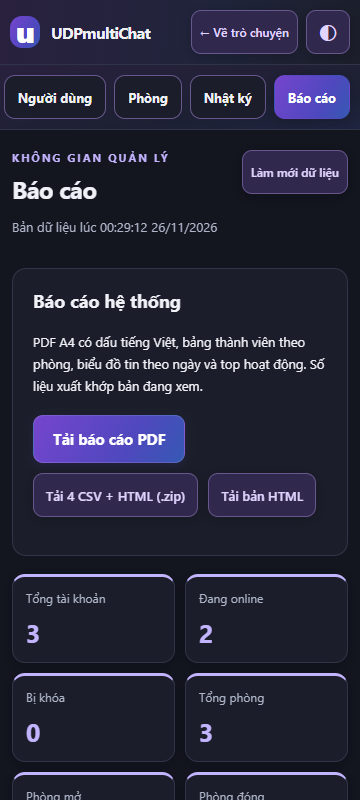 u UDPmultiChat ← Về trò chuyện
Người dùng Phòng Nhật ký Báo cáo
KHÔNG GIAN QUẢN LÝ
Làm mới dữ liệu
Báo cáo
Bản dữ liệu lúc 00:29:12 26/11/2026
Báo cáo hệ thống
PDF A4 có dấu tiếng Việt, bảng thành viên theo
phòng, biểu đồ tin theo ngày và top hoạt động. Số
liệu xuất khớp bản đang xem.
Tải báo cáo PDF
Tải 4 CSV + HTML (.zip) Tải bản HTML
Tổng tài khoản Đang online
3 2
Bị khóa Tổng phòng
0 3
Phòng mở Phòng đóng